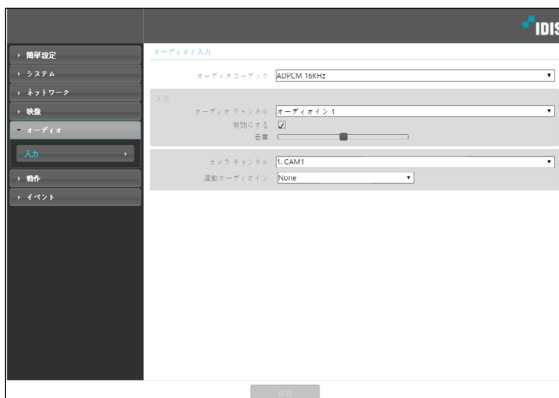 IDIS
簡単設定
システム
ネットワーク
映像
オーディオ
入力
動作
イベント
オーディオ / 入力
オーディオコーデック ADPCM 16KHz
入力
オーディオ チャンネル オーディオイン 1
有効にする
音量
カメラ チャンネル 1. CAM1
連動オーディオイン None
保存